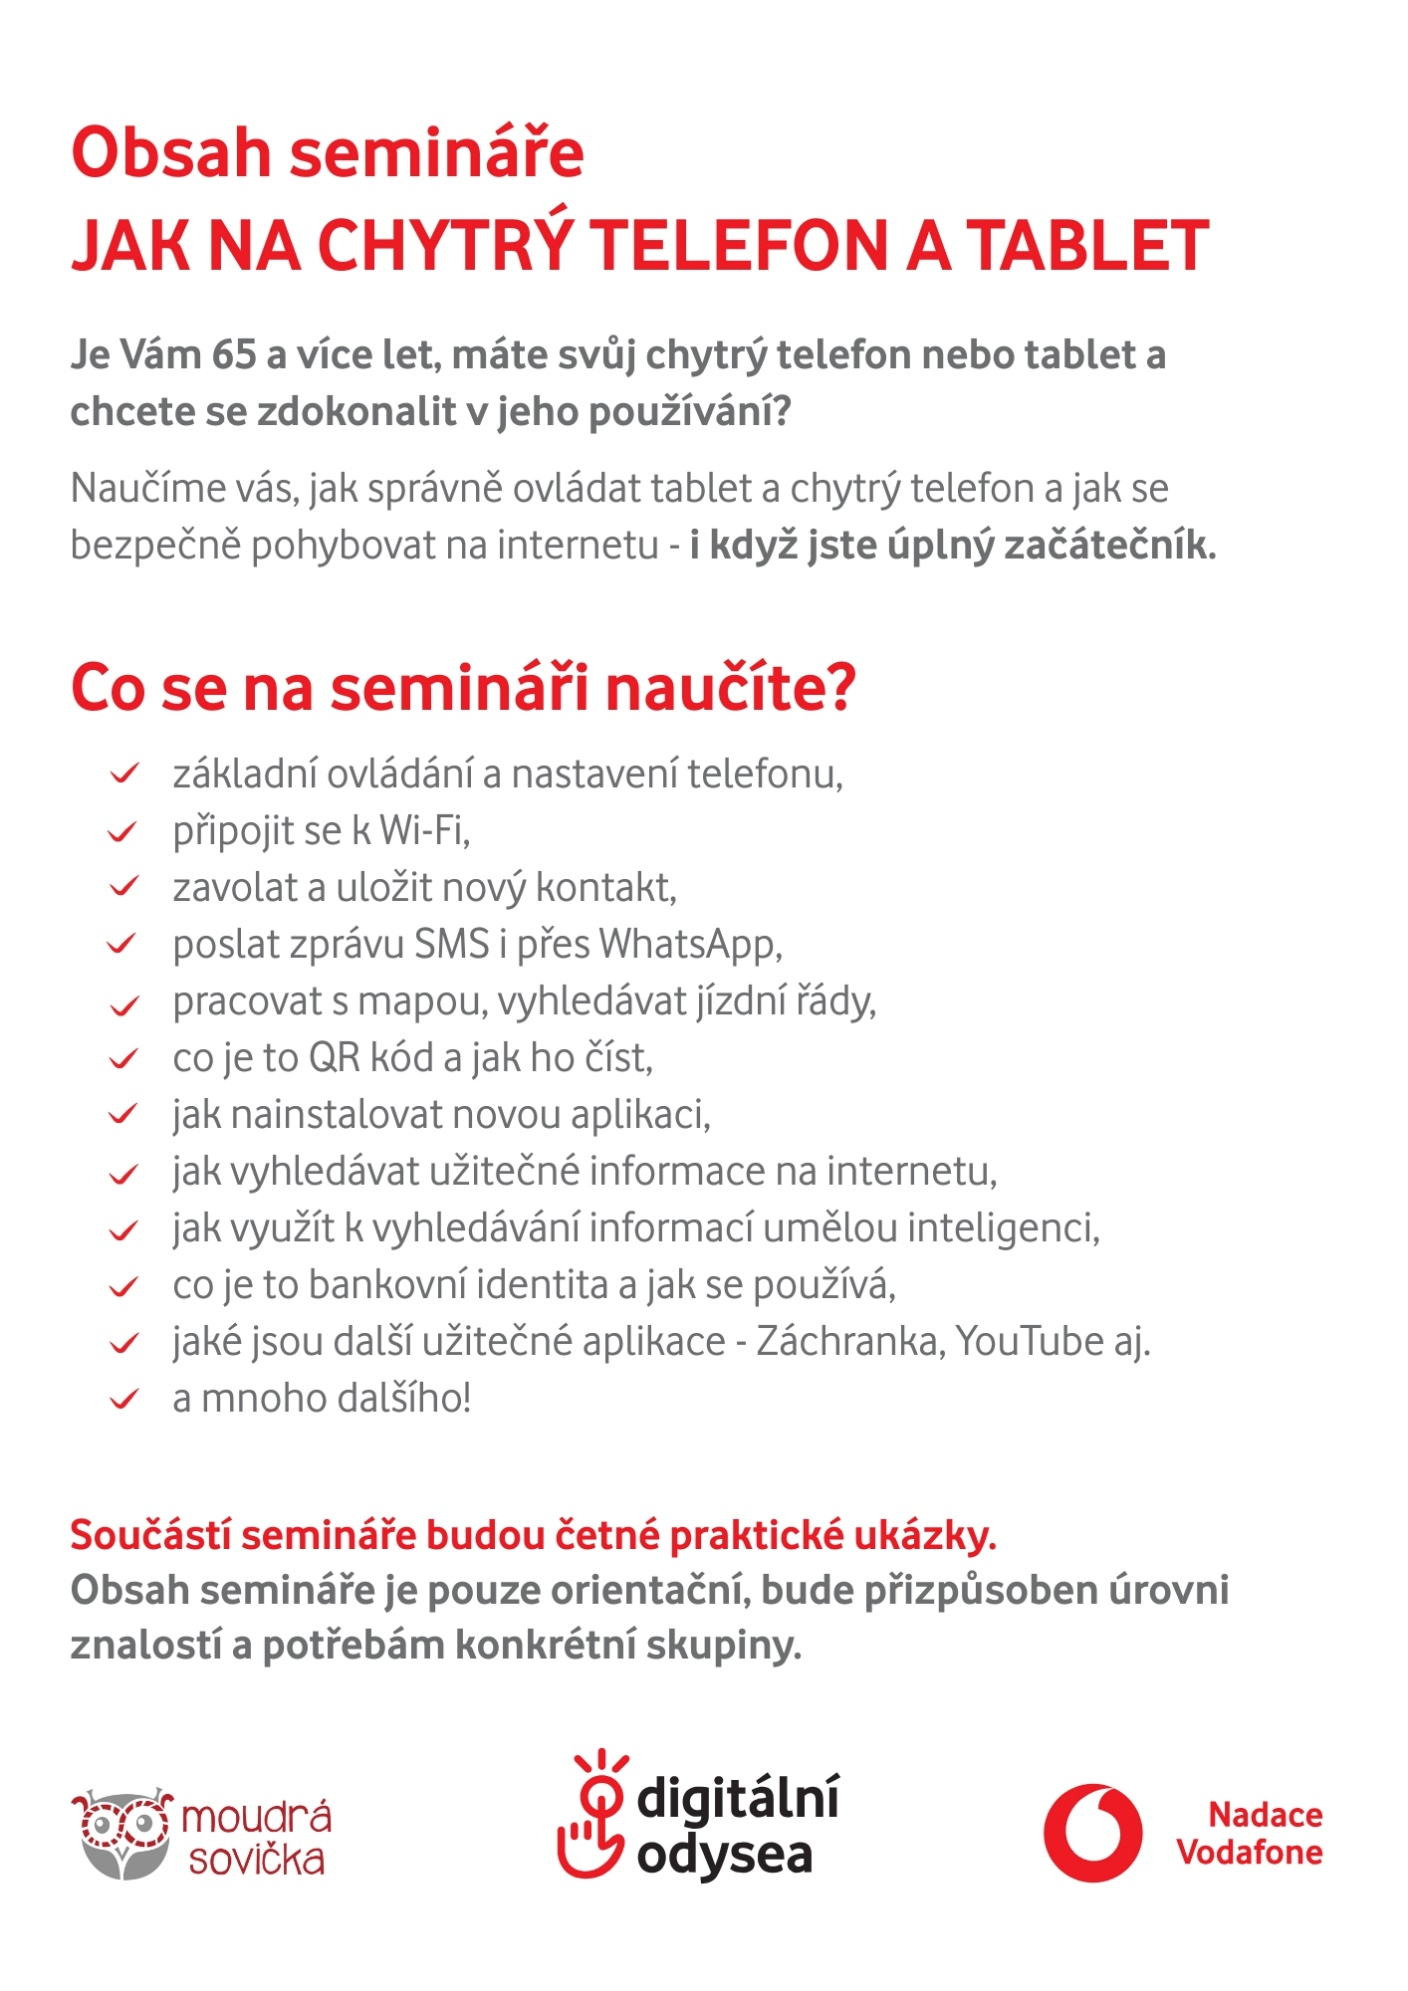 Obsah semináře
JAK NA CHYTRÝ TELEFON A TABLET
Je Vám 65 a více let, máte svůj chytrý telefon nebo tablet a
chcete se zdokonalit v jeho používání?
Naučíme vás, jak správně ovládat tablet a chytrý telefon a jak se
bezpečně pohybovat na internetu - i když jste úplný začátečník.
Co se na semináři naučíte?
základní ovládání a nastavení telefonu,
připojit se k Wi-Fi,
zavolat a uložit nový kontakt,
poslat zprávu SMS i přes WhatsApp,
pracovat s mapou, vyhledávat jízdní řády,
co je to QR kód a jak ho číst,
jak nainstalovat novou aplikaci,
jak vyhledávat užitečné informace na internetu,
jak využít k vyhledávání informací umělou inteligenci,
co je to bankovní identita a jak se používá,
jaké jsou další užitečné aplikace - Záchranka, YouTube aj.
a mnoho dalšího!
Součástí semináře budou četné praktické ukázky.
Obsah semináře je pouze orientační, bude přizpůsoben úrovni
znalostí a potřebám konkrétní skupiny.
moudrá
sovička
digitální
odysea
Nadace
Vodafone